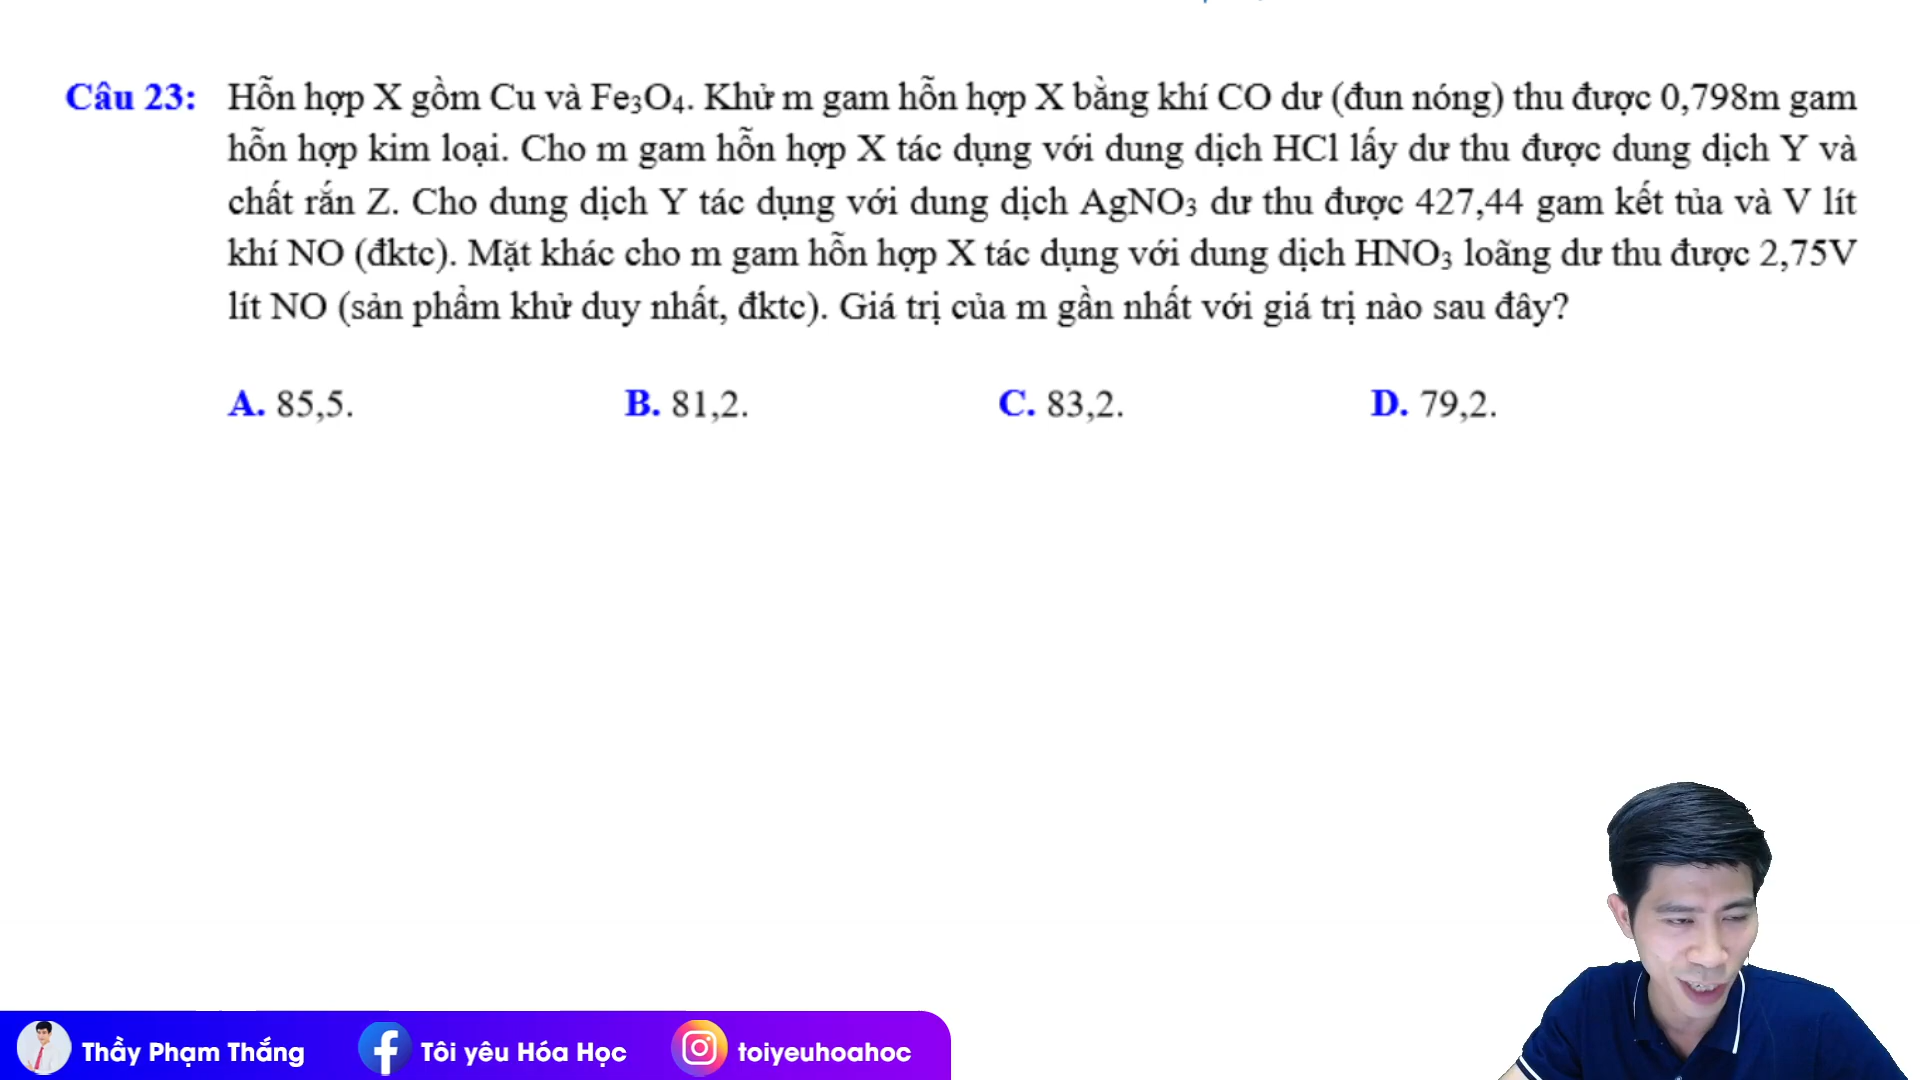 Câu 23: Hỗn hợp X gồm Cu và Fe₃O₄. Khử m gam hỗn hợp X bằng khí CO dư (đun nóng) thu được 0,798m gam
hỗn hợp kim loại. Cho m gam hỗn hợp X tác dụng với dung dịch HCl lấy dư thu được dung dịch Y và
chất rắn Z. Cho dung dịch Y tác dụng với dung dịch AgNO₃ dư thu được 427,44 gam kết tủa và V lít
khí NO (đktc). Mặt khác cho m gam hỗn hợp X tác dụng với dung dịch HNO₃ loãng dư thu được 2,75V
lít NO (sản phẩm khử duy nhất, đktc). Giá trị của m gần nhất với giá trị nào sau đây?
A. 85,5. B. 81,2. C. 83,2. D. 79,2.
Thầy Phạm Thắng Tôi yêu Hóa Học toiyeuhoahoc